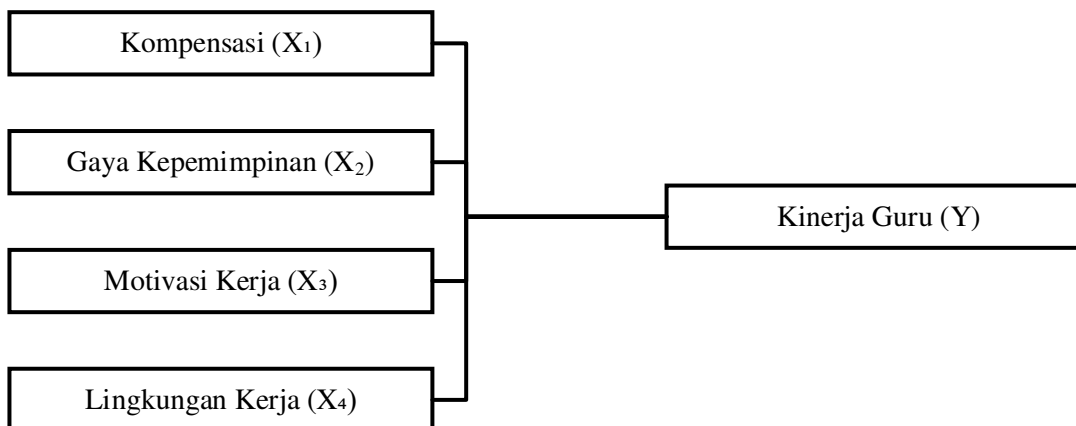 Kompensasi (X₁)
Gaya Kepemimpinan (X₂)
Kinerja Guru (Y)
Motivasi Kerja (X₃)
Lingkungan Kerja (X₄)